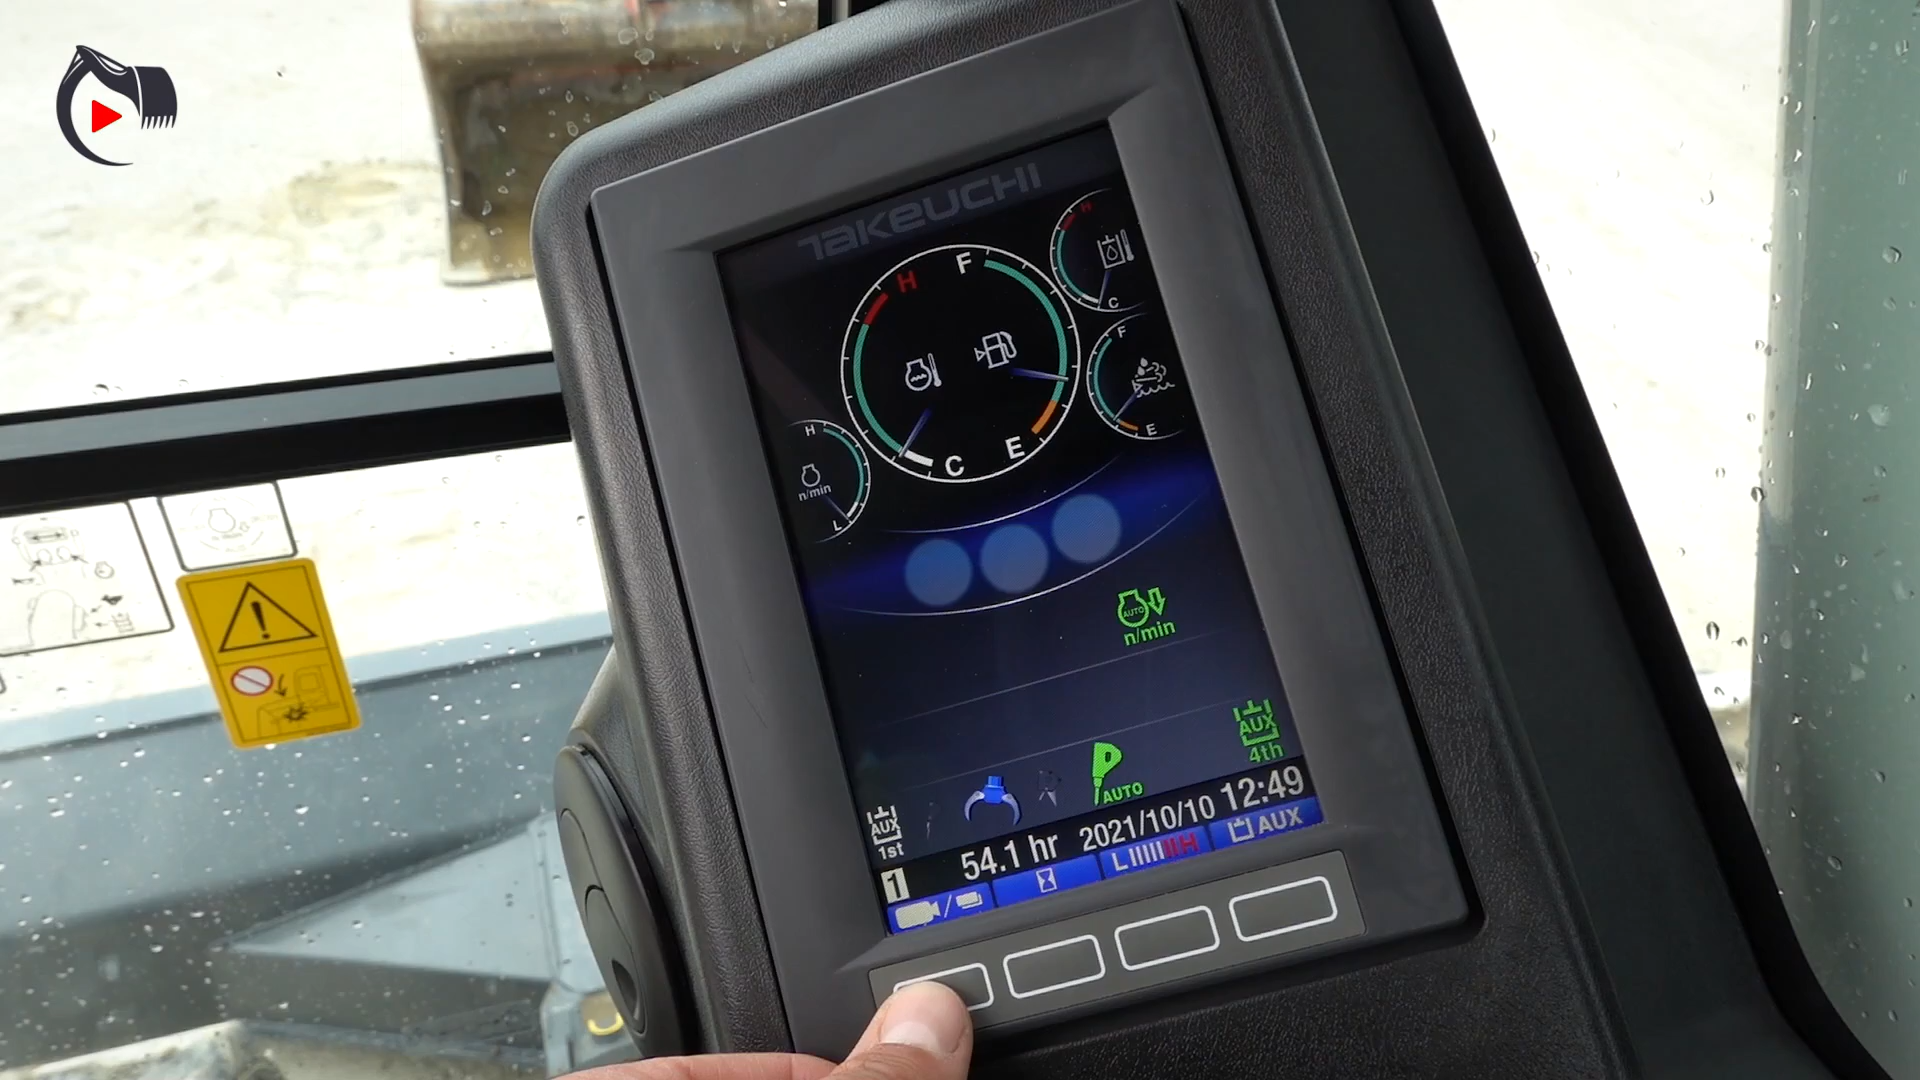 TAKEUCHI
H F
H
C
F
E
C E
H
n/min
L
AUTO
n/min
AUX
4th
AUTO
AUX
1st
54.1 hr 2021/10/10 12:49
1
L H AUX